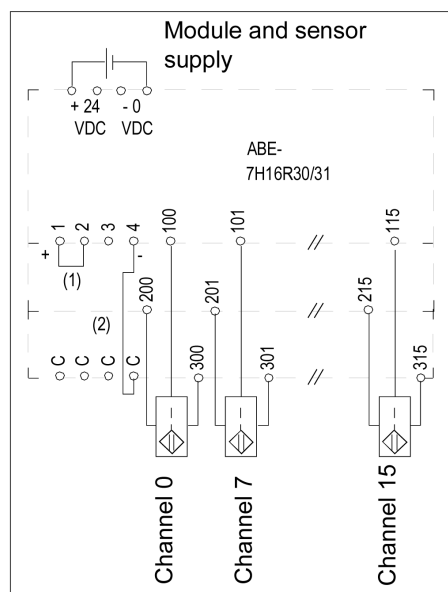 Module and sensor
supply
+ 24 - 0
VDC VDC
ABE-
7H16R30/31
1 2 3 4 100 101 // 115
+ (1) -
200 201 // 215
(2)
C C C C 300 301 // 315
Channel 0 Channel 7 Channel 15